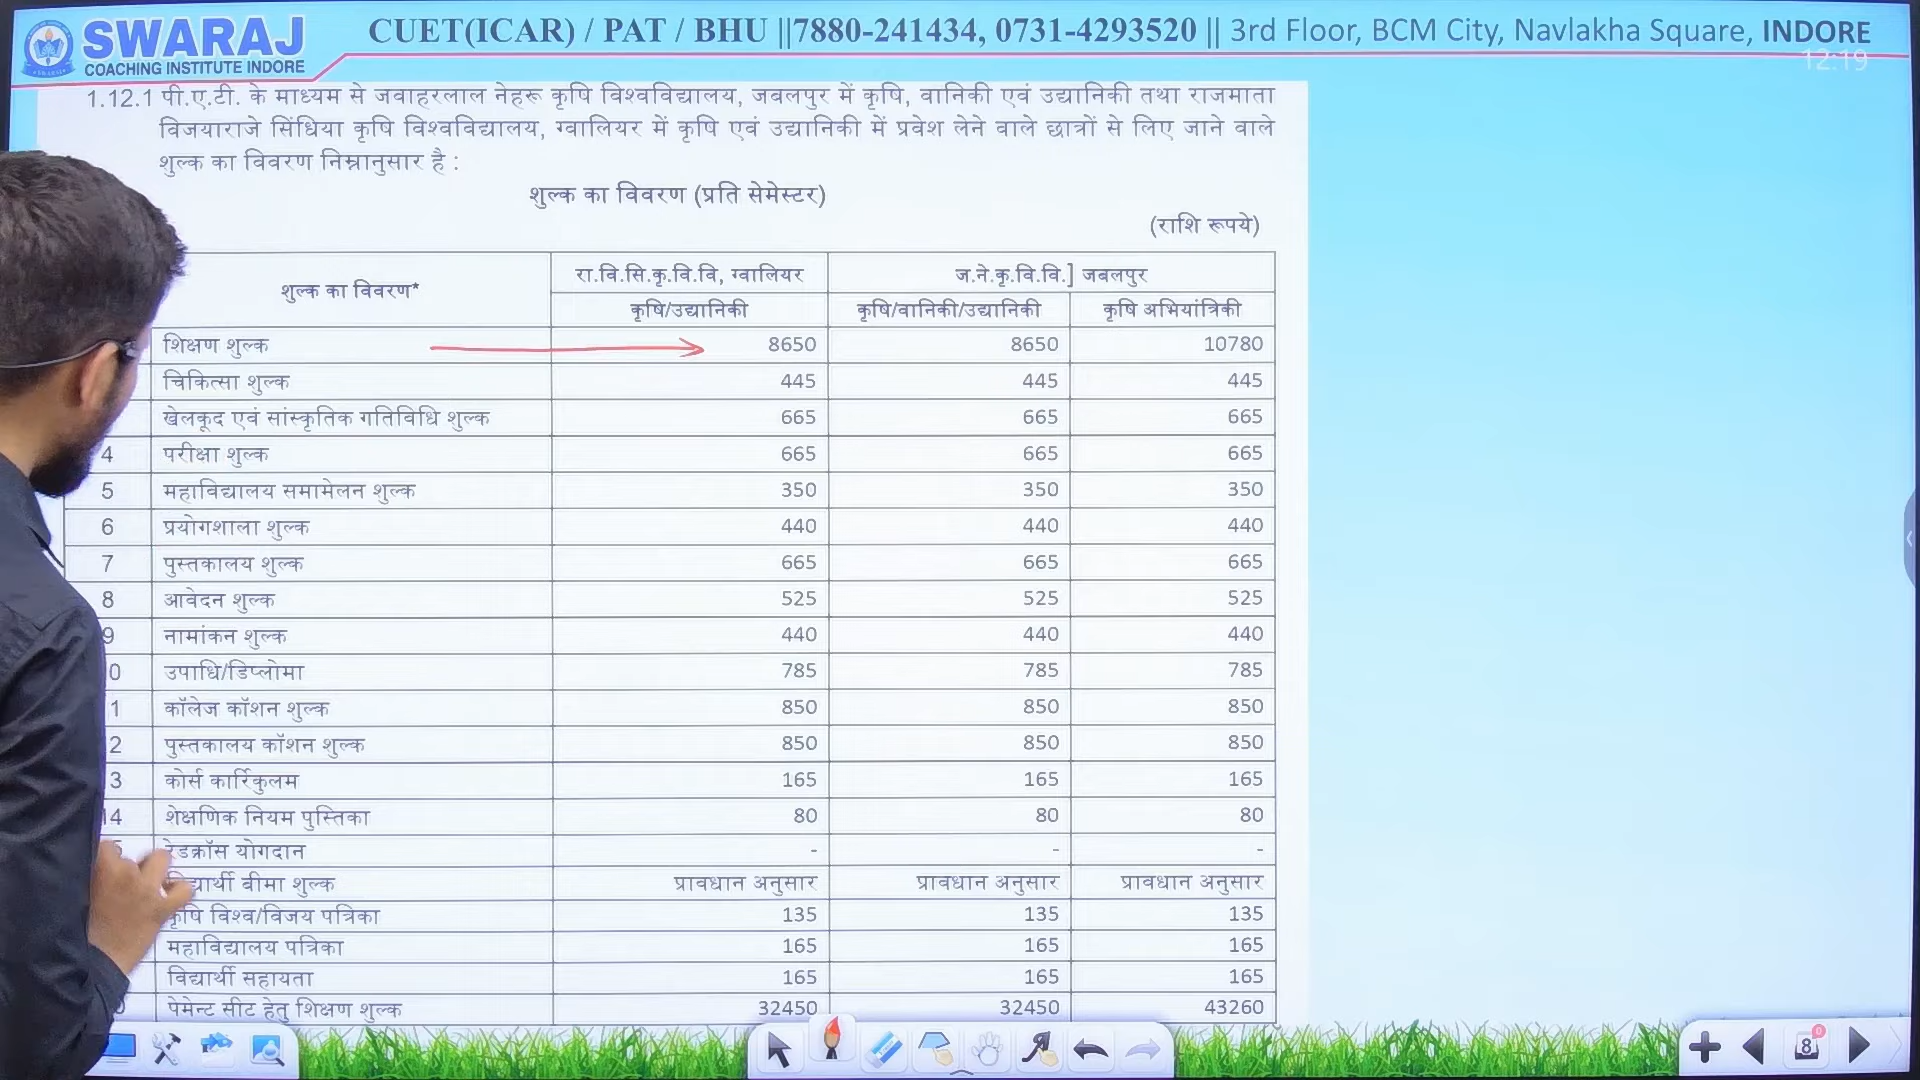 SWARAJ
COACHING INSTITUTE INDORE
CUET(ICAR) / PAT / BHU ||7880-241434, 0731-4293520 || 3rd Floor, BCM City, Navlakha Square, INDORE
12:19
1.12.1 पी.ए.टी. के माध्यम से जवाहरलाल नेहरू कृषि विश्वविद्यालय, जबलपुर में कृषि, वानिकी एवं उद्यानिकी तथा राजमाता
विजयाराजे सिंधिया कृषि विश्वविद्यालय, ग्वालियर में कृषि एवं उद्यानिकी में प्रवेश लेने वाले छात्रों से लिए जाने वाले
शुल्क का विवरण निम्नानुसार है :
शुल्क का विवरण (प्रति सेमेस्टर)
(राशि रूपये)
शुल्क का विवरण* रा.वि.सि.कृ.वि.वि, ग्वालियर ज.ने.कृ.वि.वि.] जबलपुर
कृषि/उद्यानिकी कृषि/वानिकी/उद्यानिकी कृषि अभियांत्रिकी
शिक्षण शुल्क 8650 8650 10780
चिकित्सा शुल्क 445 445 445
खेलकूद एवं सांस्कृतिक गतिविधि शुल्क 665 665 665
4 परीक्षा शुल्क 665 665 665
5 महाविद्यालय समामेलन शुल्क 350 350 350
6 प्रयोगशाला शुल्क 440 440 440
7 पुस्तकालय शुल्क 665 665 665
8 आवेदन शुल्क 525 525 525
9 नामांकन शुल्क 440 440 440
0 उपाधि/डिप्लोमा 785 785 785
1 कॉलेज कॉशन शुल्क 850 850 850
2 पुस्तकालय कॉशन शुल्क 850 850 850
3 कोर्स कार्रिकुलम 165 165 165
14 शेक्षणिक नियम पुस्तिका 80 80 80
रेडक्रॉस योगदान - - -
विद्यार्थी बीमा शुल्क प्रावधान अनुसार प्रावधान अनुसार प्रावधान अनुसार
कृषि विश्व/विजय पत्रिका 135 135 135
महाविद्यालय पत्रिका 165 165 165
विद्यार्थी सहायता 165 165 165
पेमेन्ट सीट हेतु शिक्षण शुल्क 32450 32450 43260
8
0